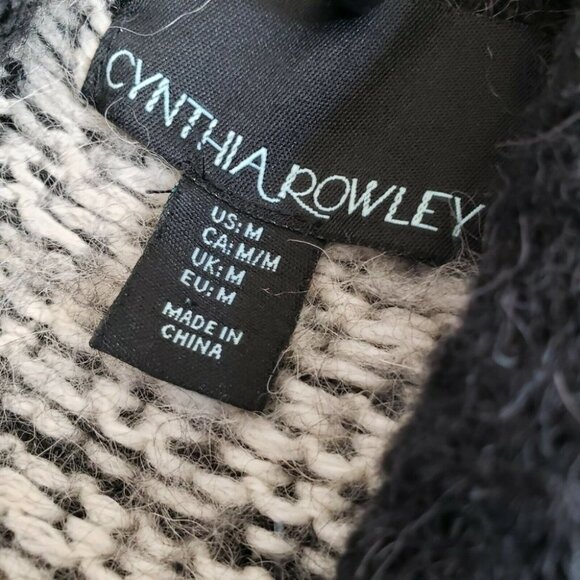 CYNTHIA ROWLEY
US: M
CA: M/M
UK: M
EU: M
MADE IN
CHINA